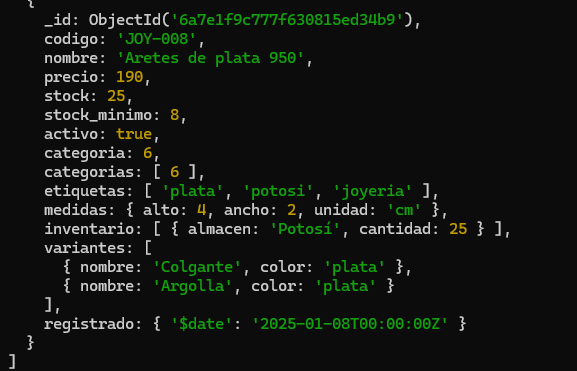 {
_id: ObjectId('6a7e1f9c777f630815ed34b9'),
codigo: 'JOY-008',
nombre: 'Aretes de plata 950',
precio: 190,
stock: 25,
stock_minimo: 8,
activo: true,
categoria: 6,
categorias: [ 6 ],
etiquetas: [ 'plata', 'potosi', 'joyeria' ],
medidas: { alto: 4, ancho: 2, unidad: 'cm' },
inventario: [ { almacen: 'Potosí', cantidad: 25 } ],
variantes: [
{ nombre: 'Colgante', color: 'plata' },
{ nombre: 'Argolla', color: 'plata' }
],
registrado: { '$date': '2025-01-08T00:00:00Z' }
}
]